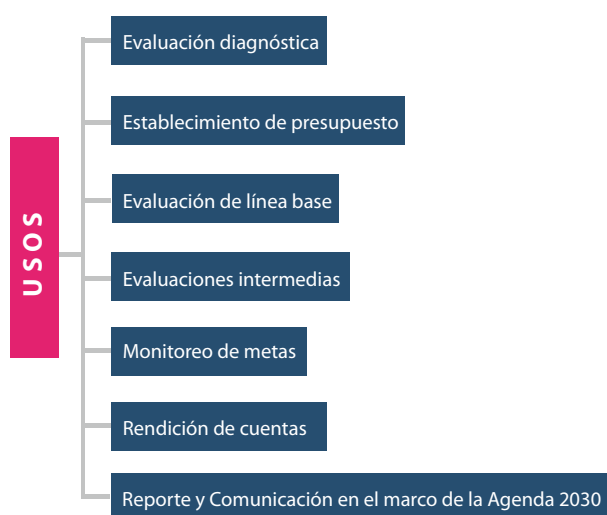 USOS
Evaluación diagnóstica
Establecimiento de presupuesto
Evaluación de línea base
Evaluaciones intermedias
Monitoreo de metas
Rendición de cuentas
Reporte y Comunicación en el marco de la Agenda 2030